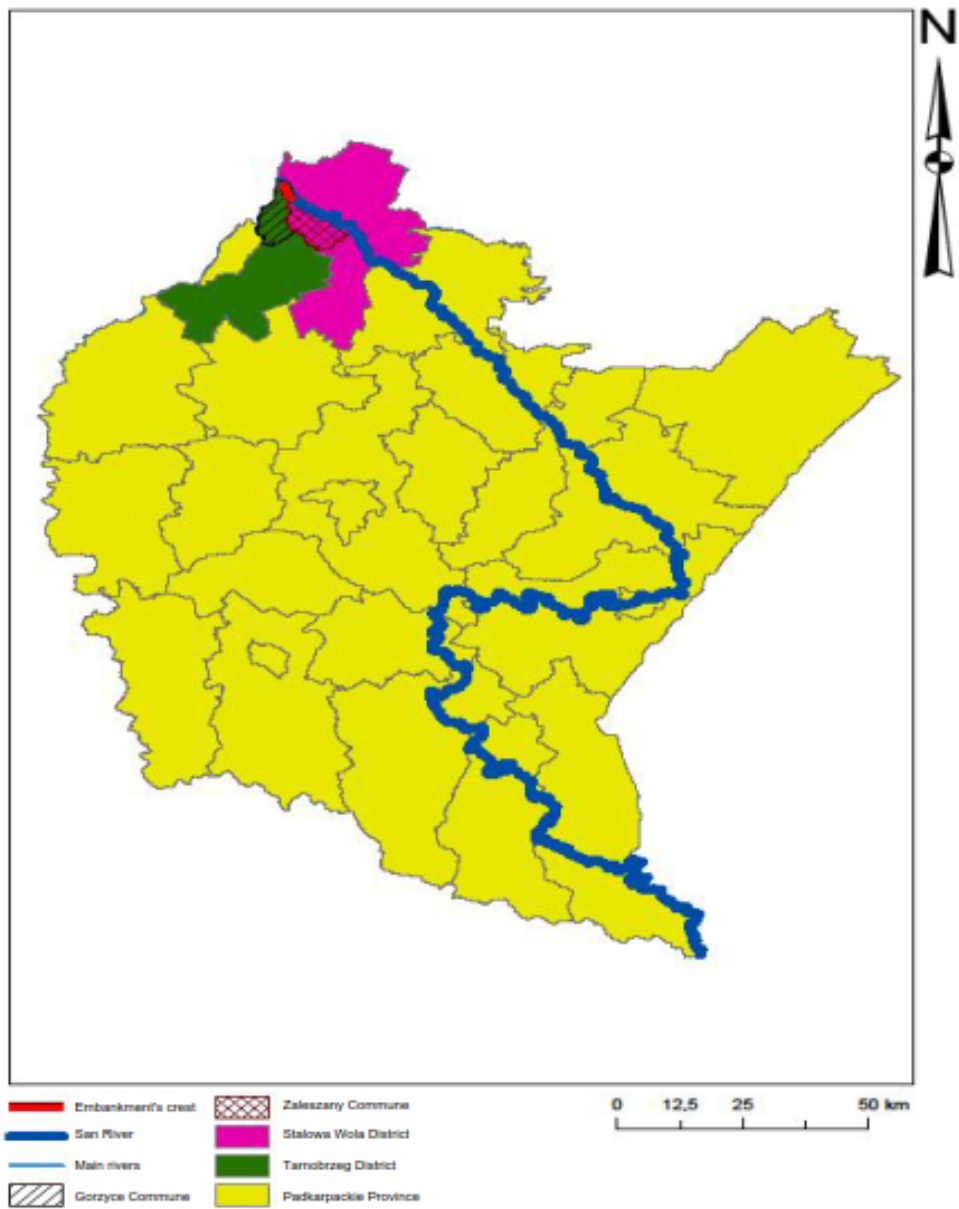 N
Embankment's crest
San River
Main rivers
Gorzyce Commune
Zaleszany Commune
Stalowa Wola District
Tarnobrzeg District
Padkarpackie Province
0 12,5 25 50 km